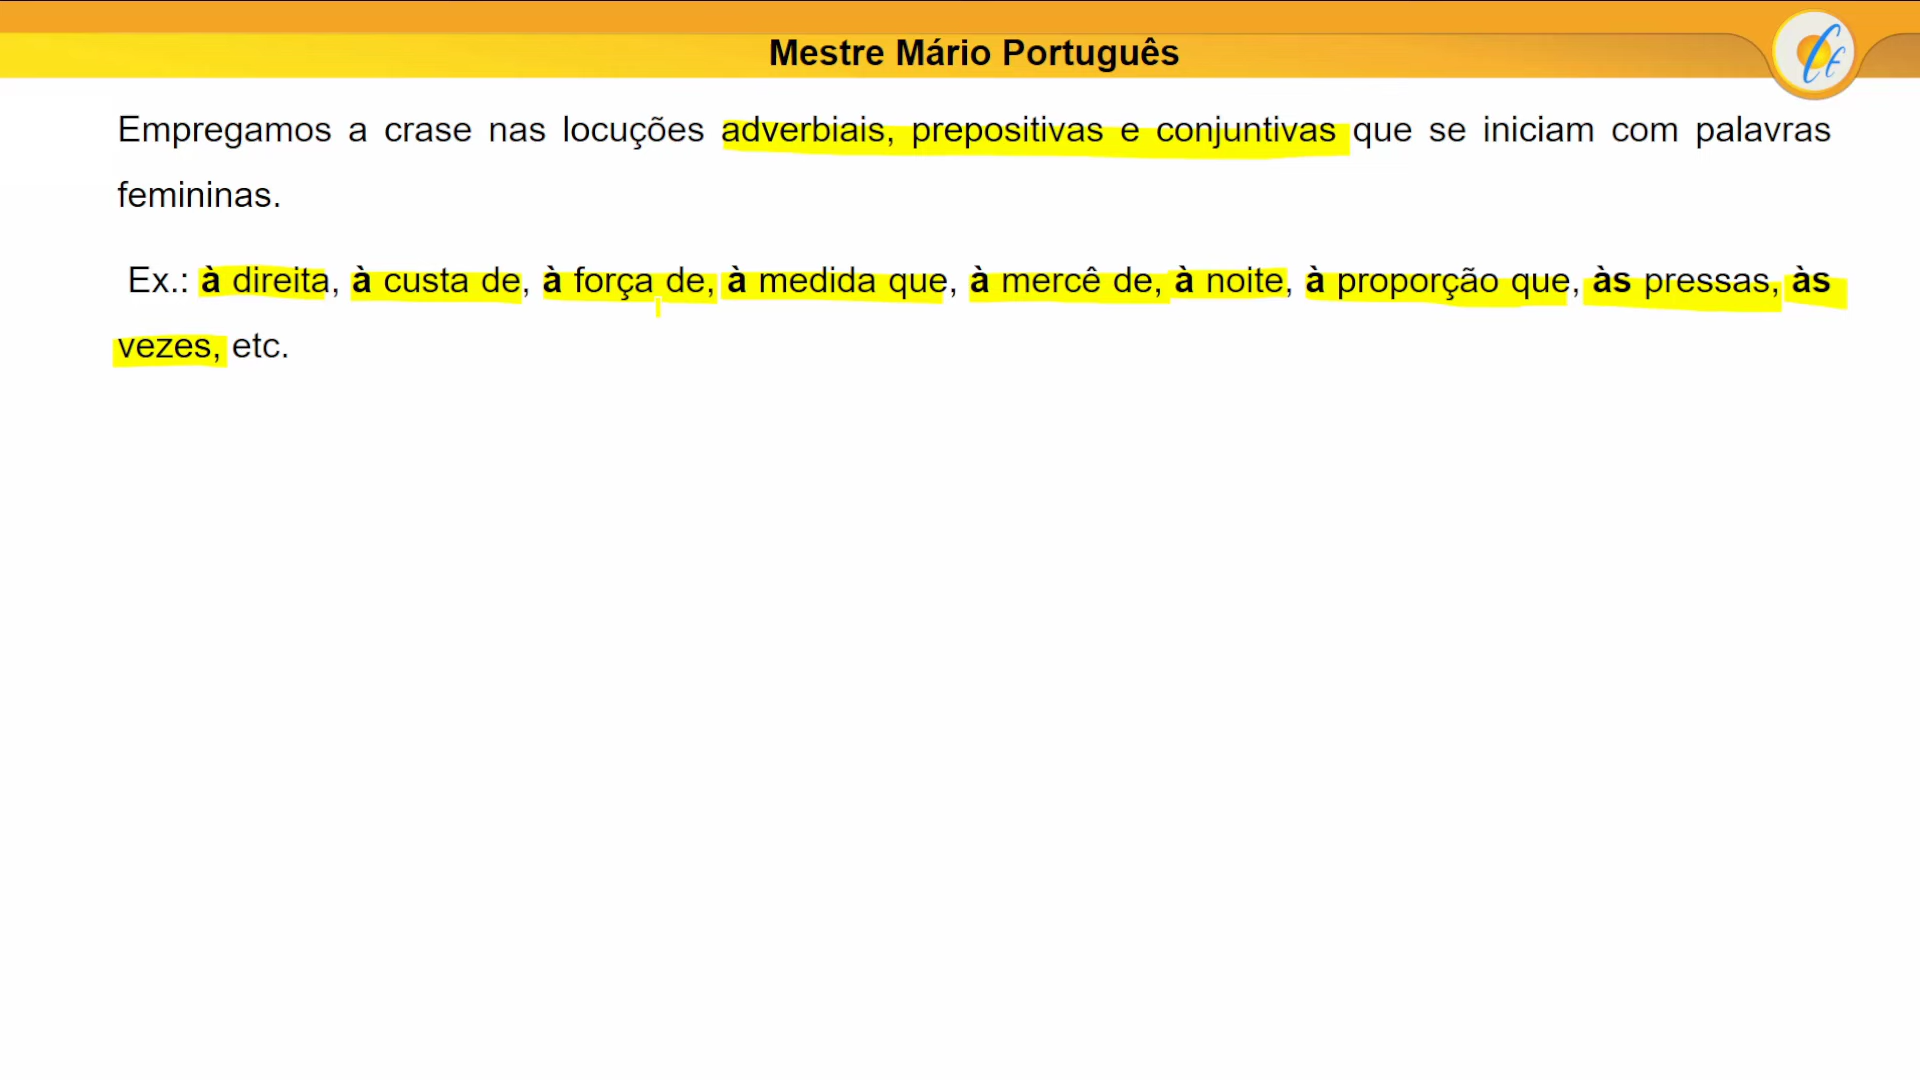 Mestre Mário Português
Empregamos a crase nas locuções adverbiais, prepositivas e conjuntivas que se iniciam com palavras
femininas.
Ex.: à direita, à custa de, à força de, à medida que, à mercê de, à noite, à proporção que, às pressas, às
vezes, etc.